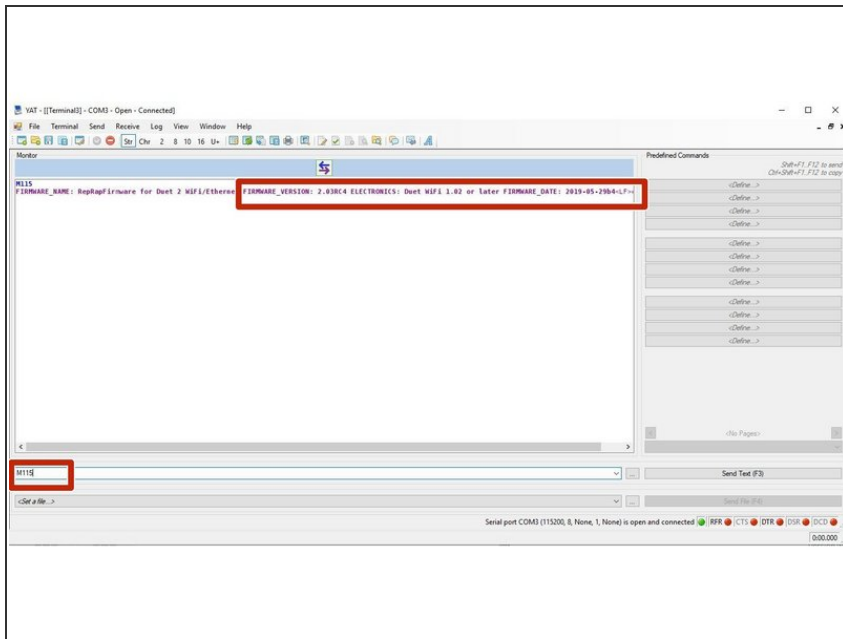 YAT - [[Terminal3] - COM3 - Open - Connected]
File Terminal Send Receive Log View Window Help
Str Chr 2 8 10 16 U+
Monitor
Predefined Commands
Shift+F1..F12 to send
Ctrl+Shift+F1..F12 to copy
M115
FIRMWARE_NAME: RepRapFirmware for Duet 2 WiFi/Etherne FIRMWARE_VERSION: 2.03RC4 ELECTRONICS: Duet WiFi 1.02 or later FIRMWARE_DATE: 2019-05-29b4<LF>
<Define...>
<Define...>
<Define...>
<Define...>
<Define...>
<Define...>
<Define...>
<Define...>
<Define...>
<Define...>
<Define...>
<Define...>
<No Pages>
M115
...
Send Text (F3)
<Set a file...>
...
Send File (F4)
Serial port COM3 (115200, 8, None, 1, None) is open and connected RFR CTS DTR DSR DCD
0:00.000